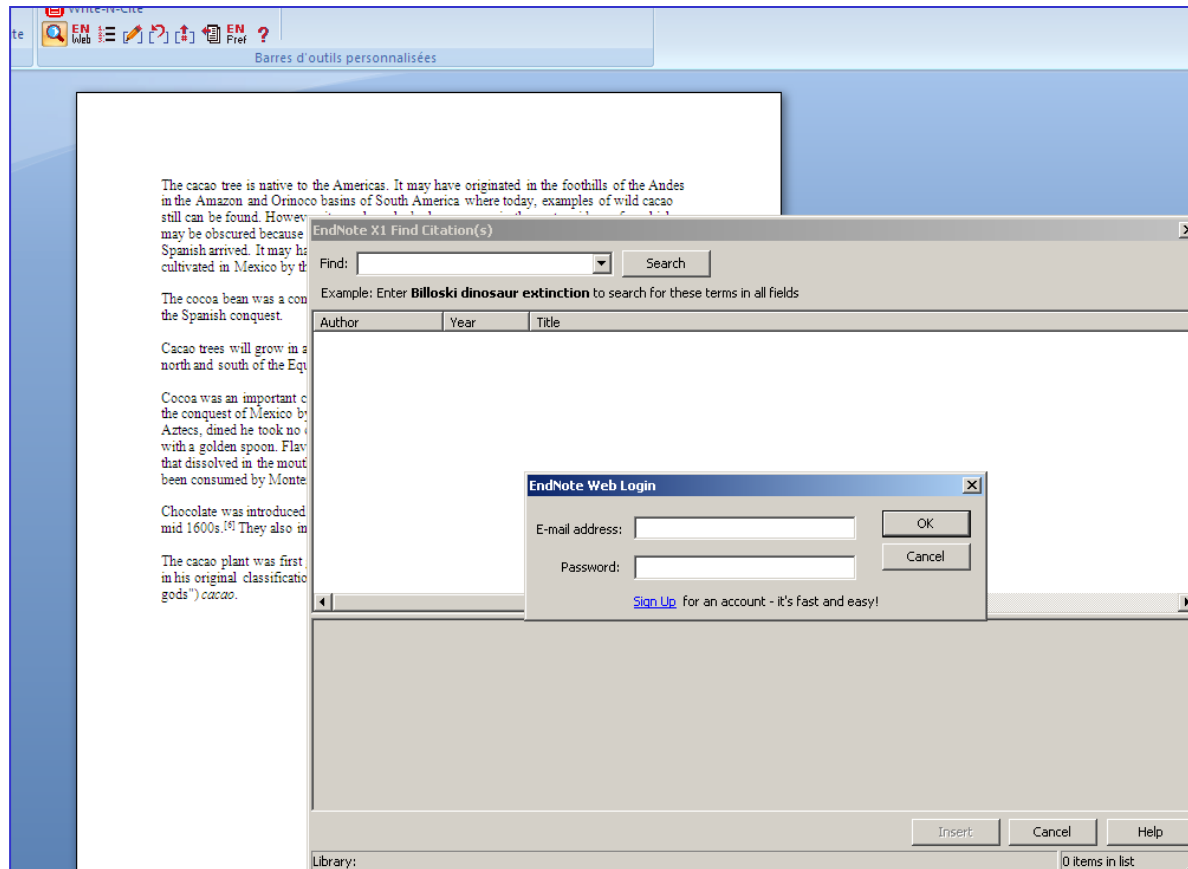 Write-N-Cite
te
EN Web
EN Pref ?
Barres d'outils personnalisées
The cacao tree is native to the Americas. It may have originated in the foothills of the Andes
in the Amazon and Orinoco basins of South America where today, examples of wild cacao
still can be found. Howev
may be obscured because
Spanish arrived. It may ha
cultivated in Mexico by th
The cocoa bean was a con
the Spanish conquest.
Cacao trees will grow in a
north and south of the Equ
Cocoa was an important c
the conquest of Mexico by
Aztecs, dined he took no
with a golden spoon. Flav
that dissolved in the mout
been consumed by Monte
Chocolate was introduced
mid 1600s.[6] They also in
The cacao plant was first
in his original classificatio
gods") cacao.
EndNote X1 Find Citation(s)
Find:
Search
Example: Enter Billoski dinosaur extinction to search for these terms in all fields
Author Year Title
EndNote Web Login
E-mail address:
OK
Password:
Cancel
Sign Up for an account - it's fast and easy!
Insert Cancel Help
Library: 0 items in list